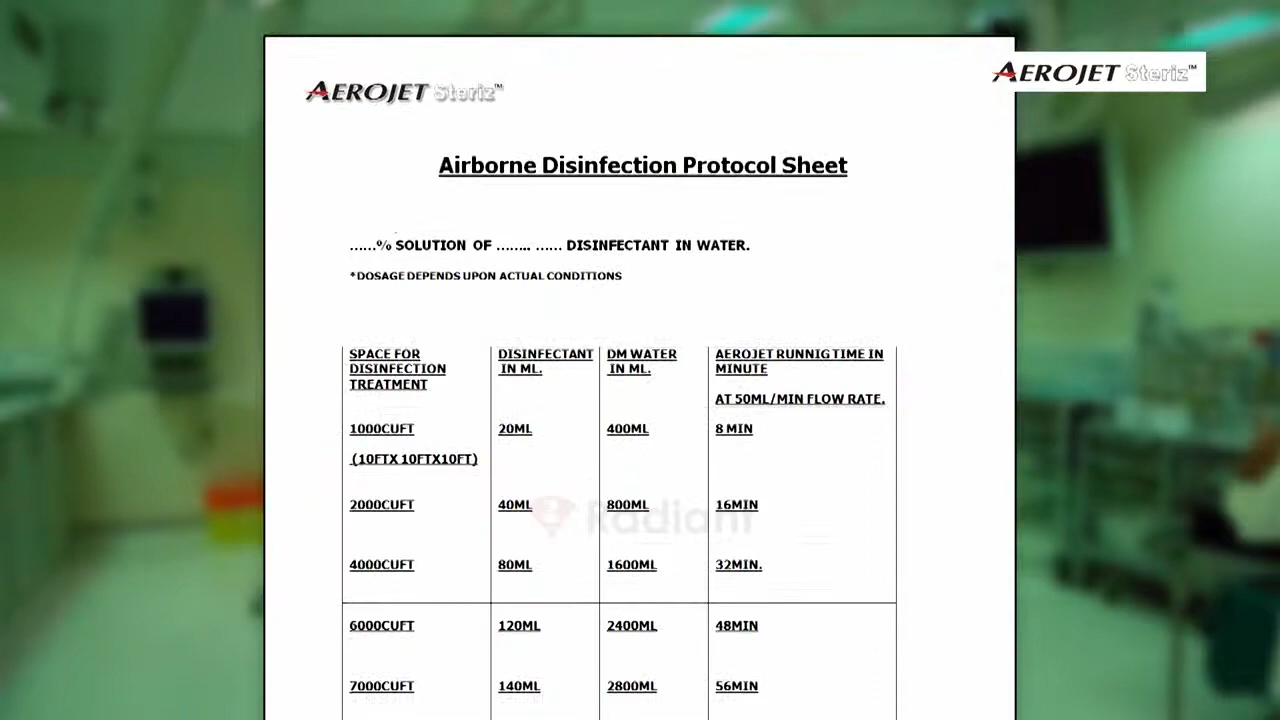 AEROJET Steriz™
AEROJET Steriz™
Airborne Disinfection Protocol Sheet
......% SOLUTION OF ........ ...... DISINFECTANT IN WATER.
*DOSAGE DEPENDS UPON ACTUAL CONDITIONS
SPACE FOR DISINFECTION TREATMENT
DISINFECTANT IN ML.
DM WATER IN ML.
AEROJET RUNNIG TIME IN MINUTE
AT 50ML/MIN FLOW RATE.
1000CUFT 20ML 400ML 8 MIN
(10FTX 10FTX10FT)
2000CUFT 40ML 800ML 16MIN
Radiant
4000CUFT 80ML 1600ML 32MIN.
6000CUFT 120ML 2400ML 48MIN
7000CUFT 140ML 2800ML 56MIN